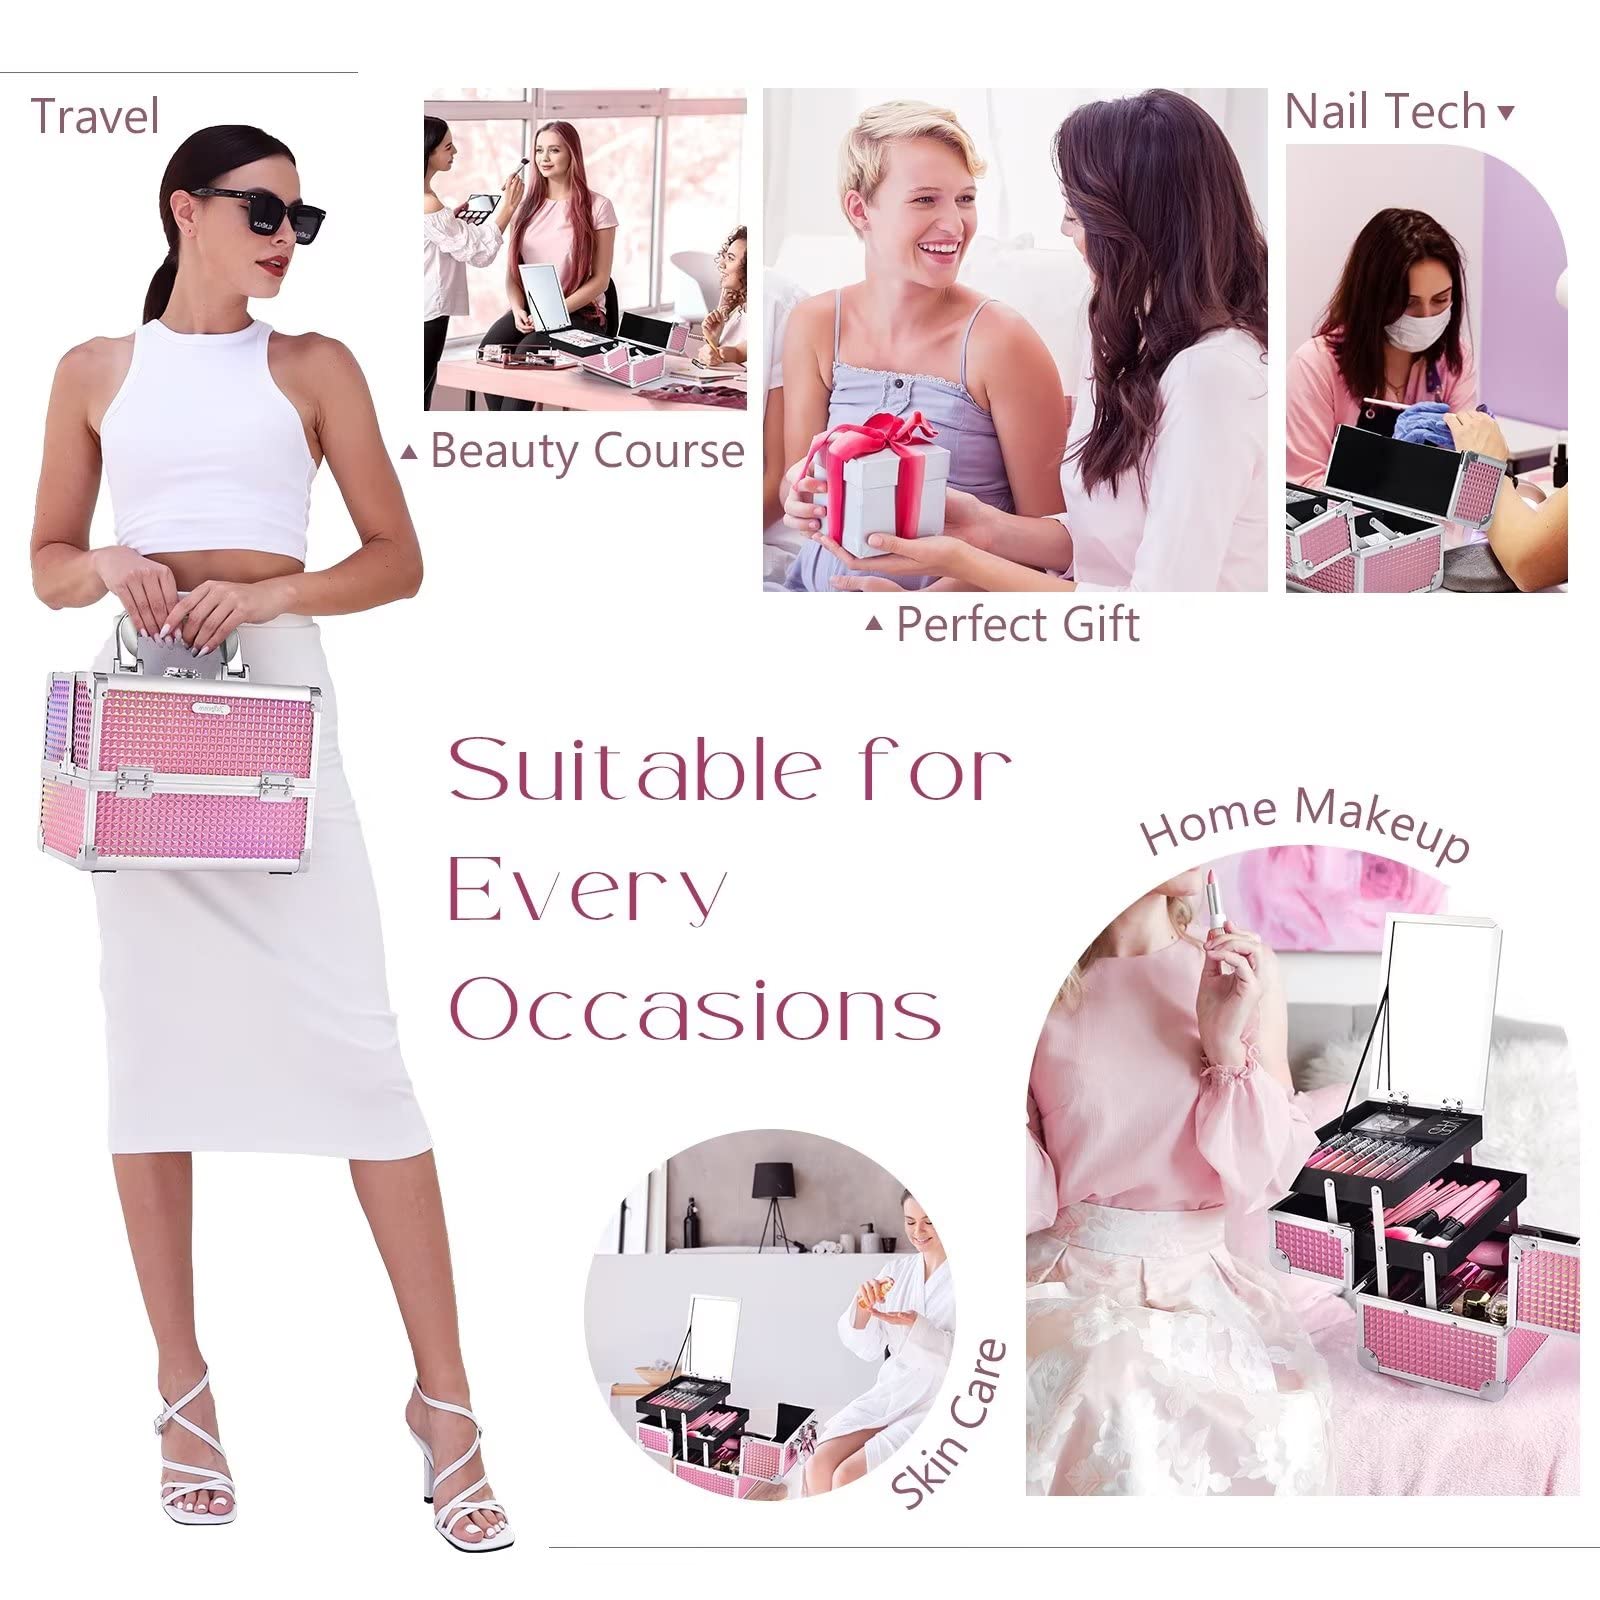 Travel
Beauty Course
Perfect Gift
Nail Tech
Suitable for
Every
Occasions
Home Makeup
Skin Care